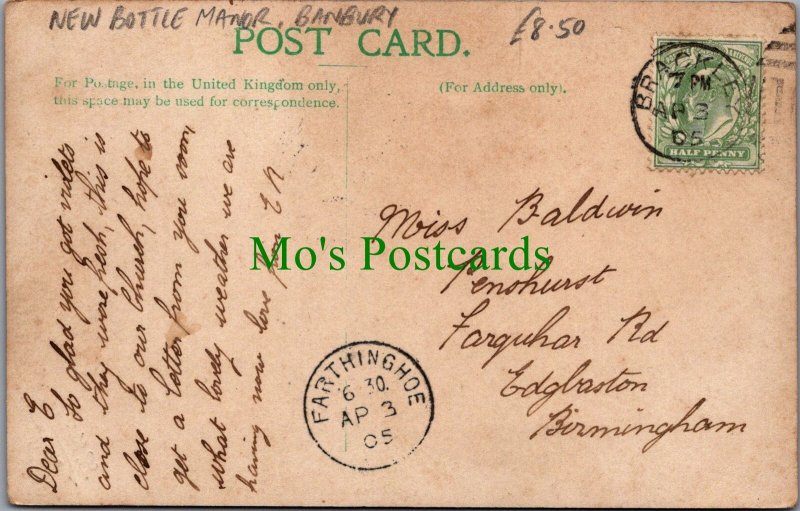 NEW BOTTLE MANOR, BANBURY
£8.50
POST CARD.
For Postage, in the United Kingdom only,
this space may be used for correspondence.
(For Address only).
BRACKLEY
7 PM
AP 3
05
HALF PENNY
Dear E
So glad you got violets
and they were fresh, this is
close to our Church, hope to
get a letter from you soon,
what lovely weather we are
having now love from E R
Miss Baldwin
Penshurst
Farquhar Rd
Edgbaston
Birmingham
Mo's Postcards
FARTHINGHOE
6 30.
AP 3
05